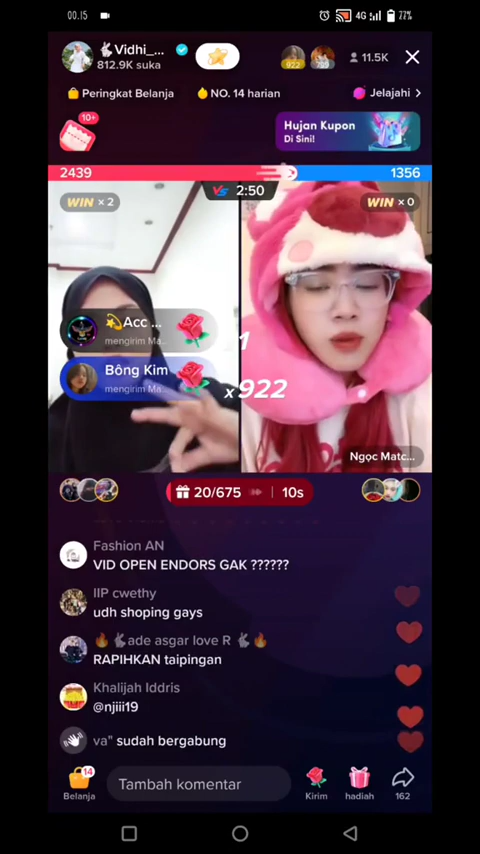 00.15
4G
27%
Vidhi_...
812.9K suka
922
11.5K
Peringkat Belanja
NO. 14 harian
Jelajahi
10+
Hujan Kupon
Di Sini!
2439
1356
WIN x 2
VS 2:50
WIN x 0
Acc ...
mengirim Ma...
1
Bông Kim
mengirim Ma...
x 922
Ngọc Matc...
20/675
10s
Fashion AN
VID OPEN ENDORS GAK ??????
IIP cwethy
udh shoping gays
ade asgar love R
RAPIHKAN taipingan
Khalijah Iddris
@njiii19
va" sudah bergabung
14
Belanja
Tambah komentar
Kirim
hadiah
162